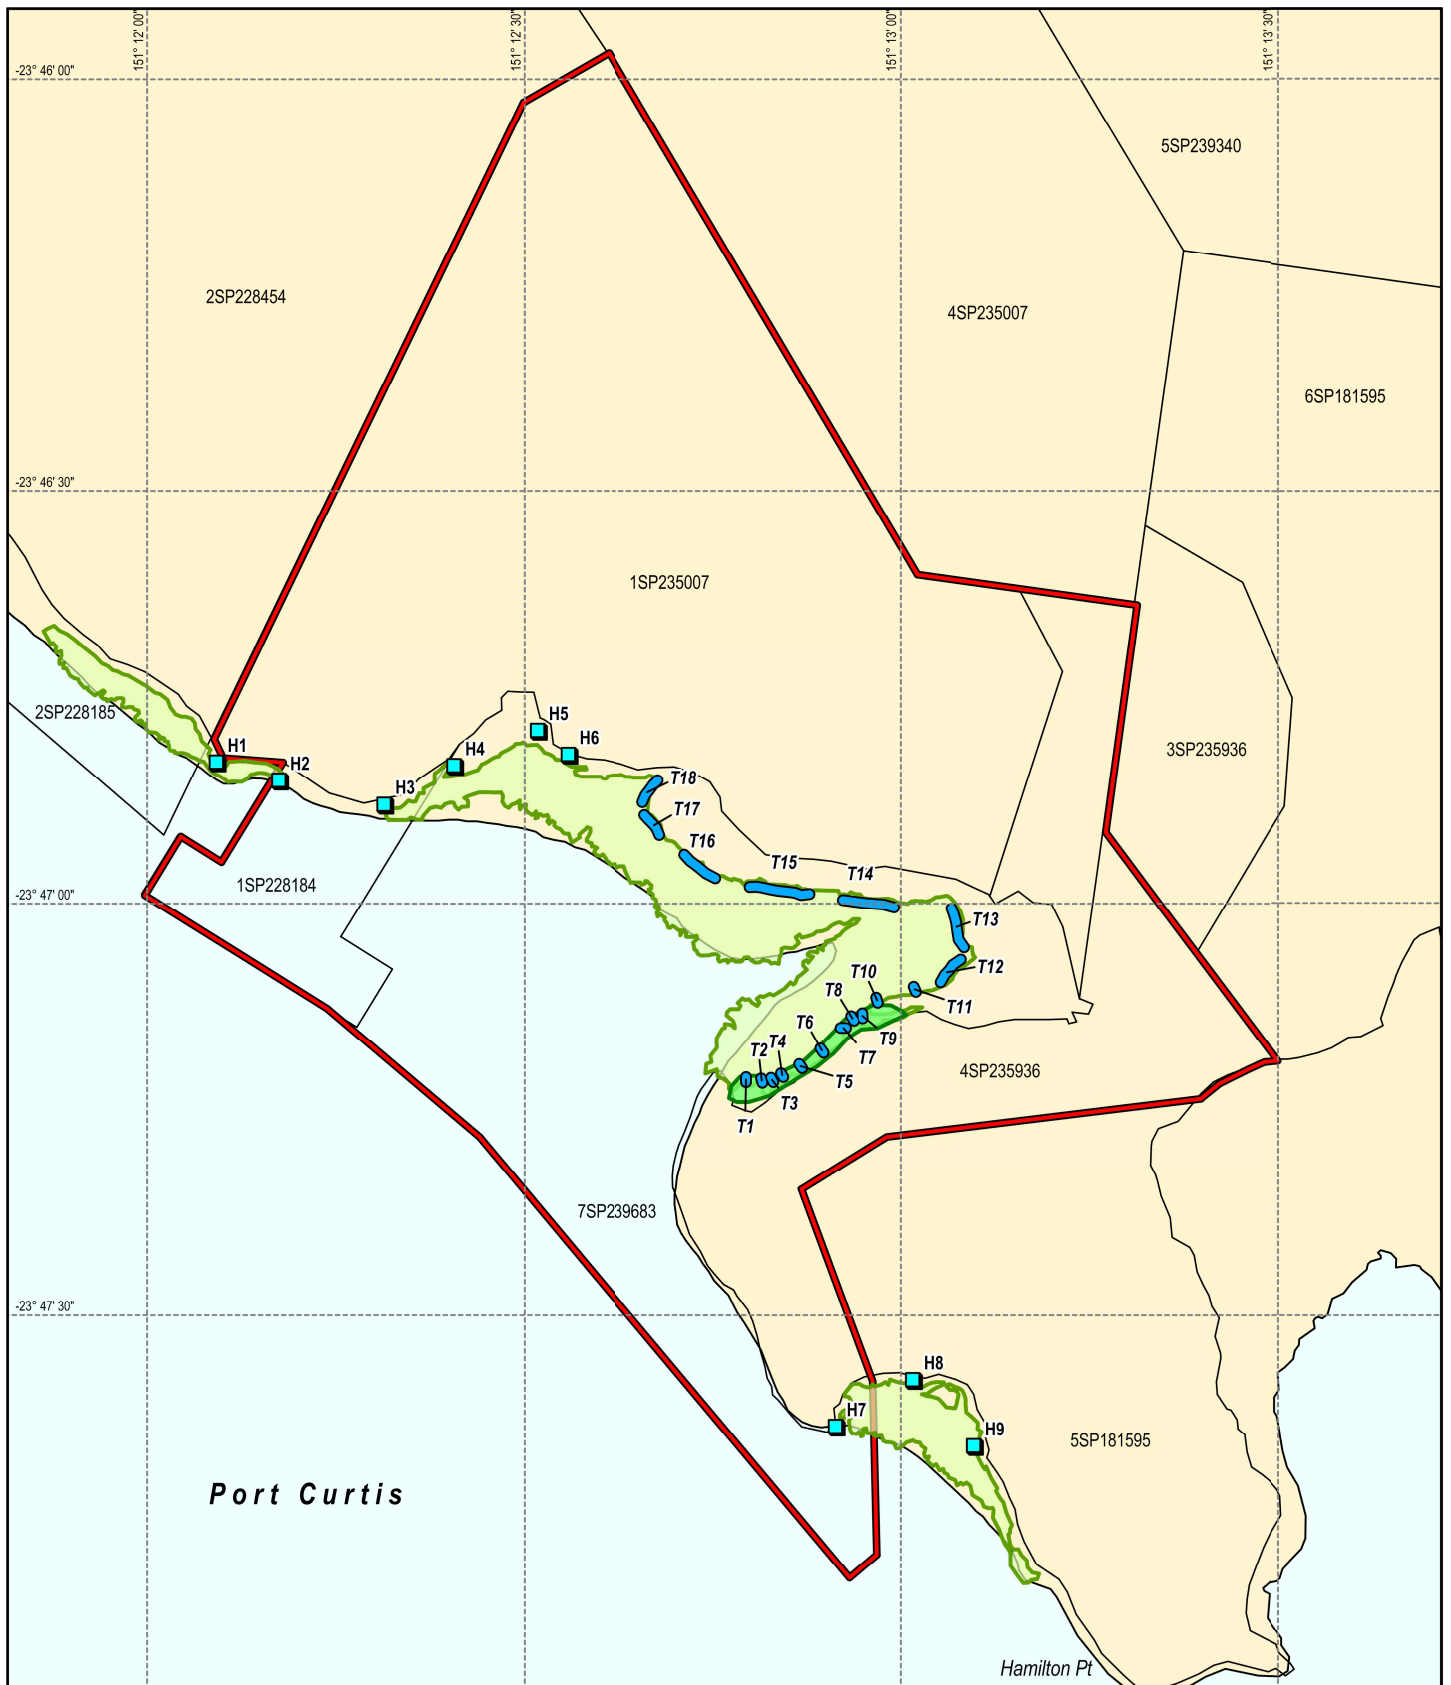 151° 12' 00"
151° 12' 30"
151° 13' 00"
151° 13' 30"
-23° 46' 00"
5SP239340
2SP228454
4SP235007
6SP181595
-23° 46' 30"
1SP235007
2SP228185
3SP235936
H1
H2
H3
H4
H5
H6
T18
T17
T16
T15
T14
1SP228184
-23° 47' 00"
T13
T12
T10
T11
T8
T9
T6
T7
T2
T4
T5
T3
T1
4SP235936
7SP239683
-23° 47' 30"
H8
H7
H9
5SP181595
Port Curtis
Hamilton Pt